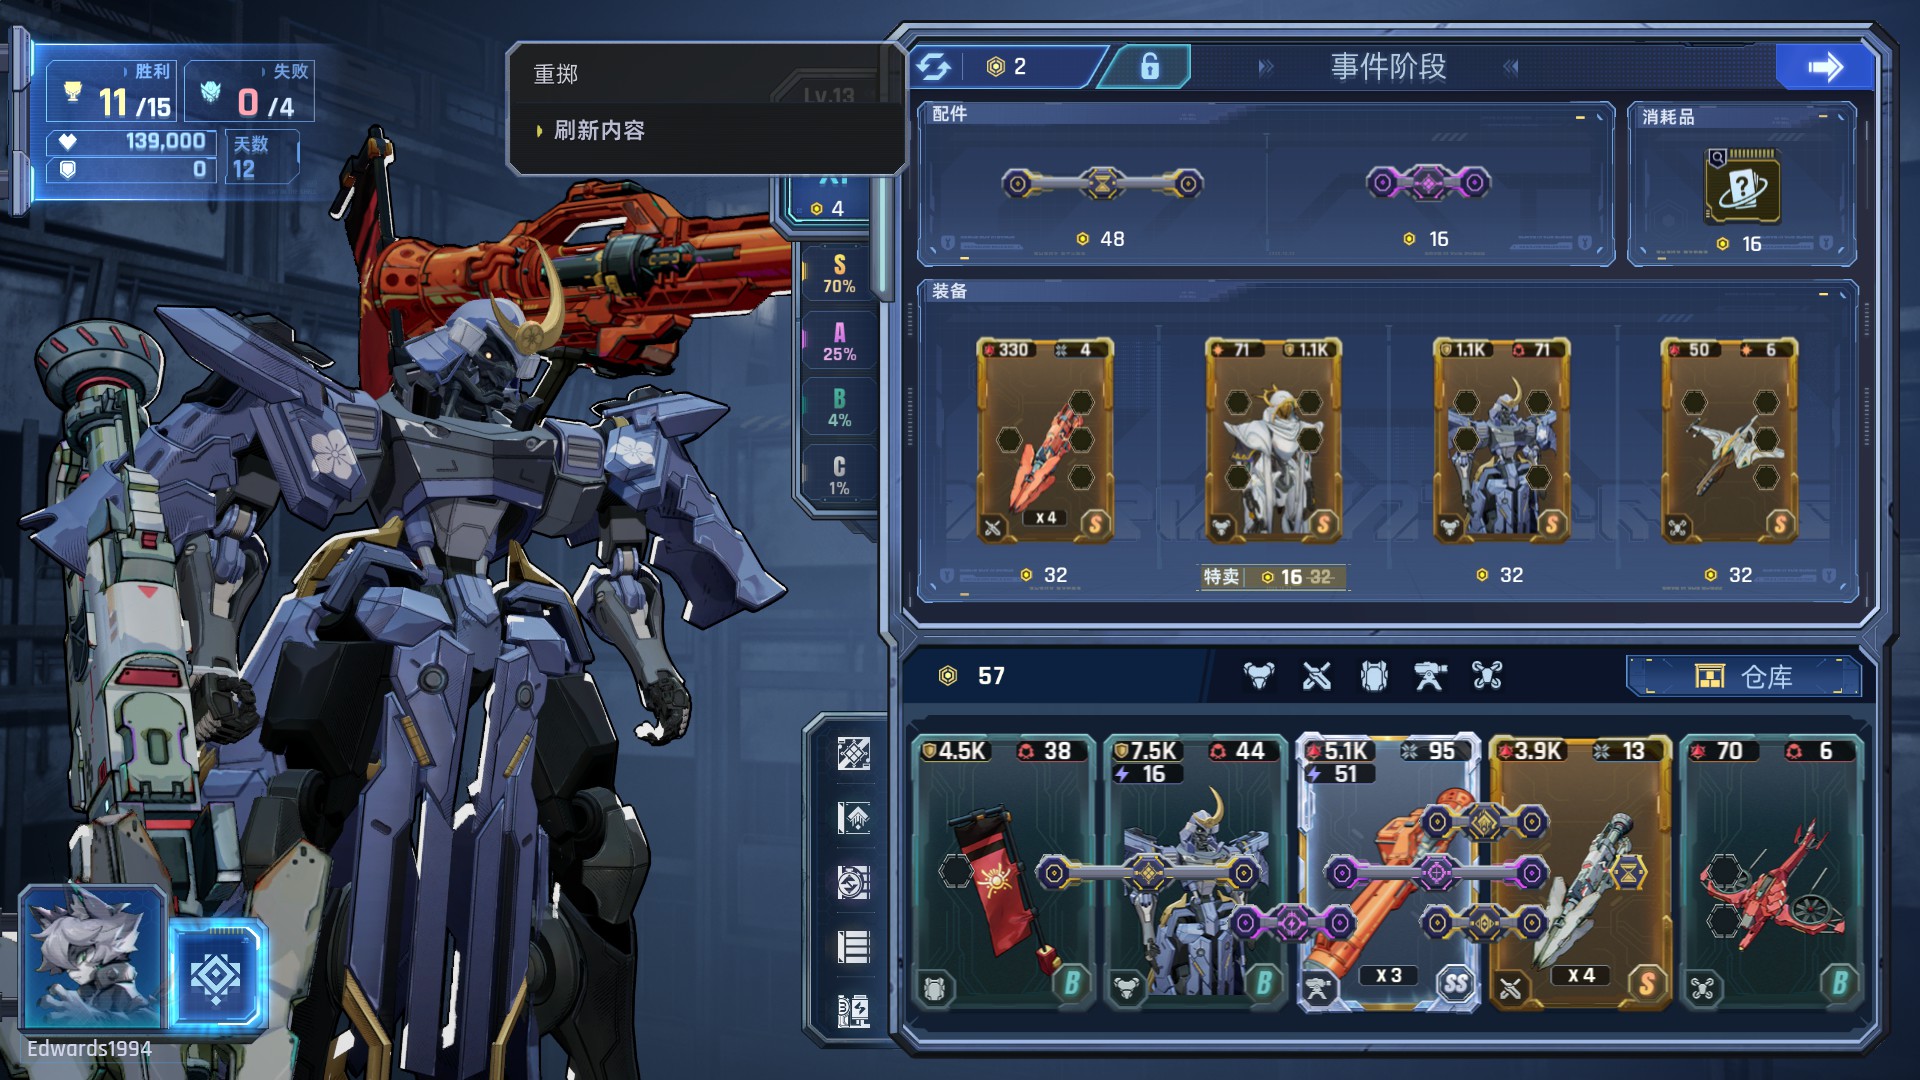 胜利
11/15
失败
0/4
139,000
0
天数
12
重掷
刷新内容
Lv.13
4
S
70%
A
25%
B
4%
C
1%
2
事件阶段
配件
48
16
消耗品
?
16
装备
330
4
x4
S
32
71
1.1K
S
特卖
16 32
1.1K
71
S
32
50
6
S
32
57
仓库
4.5K
38
B
7.5K
44
16
B
5.1K
95
51
x3
SS
3.9K
13
x4
S
70
6
B
Edwards1994